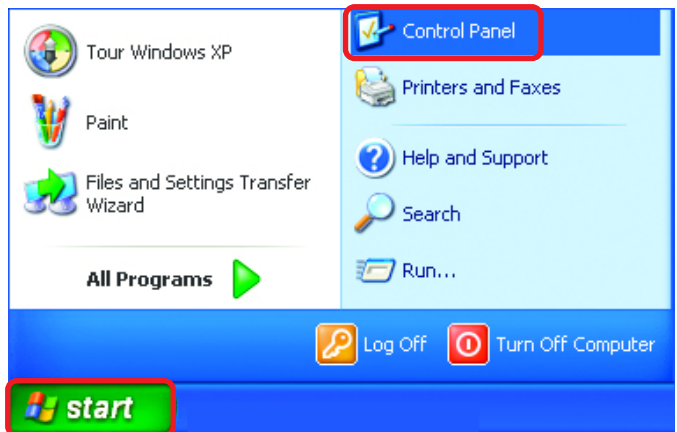 Tour Windows XP
Paint
Files and Settings Transfer
Wizard
All Programs
Control Panel
Printers and Faxes
Help and Support
Search
Run...
Log Off
Turn Off Computer
start